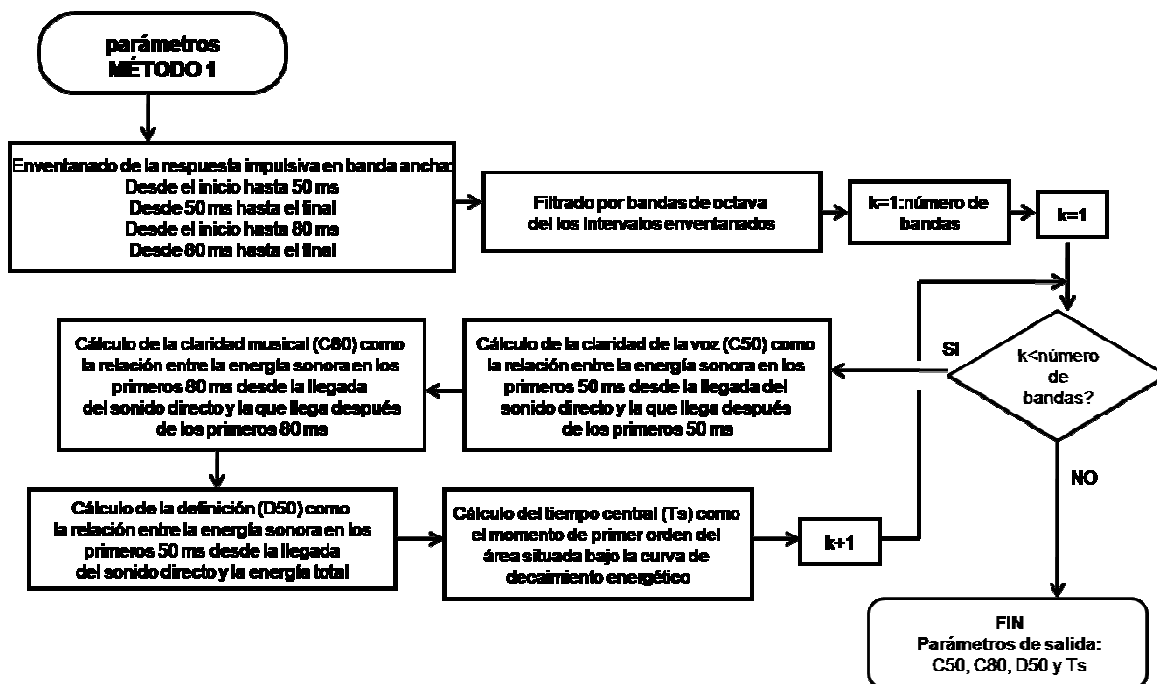 parámetros
MÉTODO 1
Enventanado de la respuesta impulsiva en banda ancha:
Desde el inicio hasta 50 ms
Desde 50 ms hasta el final
Desde el inicio hasta 80 ms
Desde 80 ms hasta el final
Filtrado por bandas de octava
del los intervalos enventanados
k=1:número de
bandas
k=1
k<número
de
bandas?
SI
NO
Cálculo de la claridad de la voz (C50) como
la relación entre la energía sonora en los
primeros 50 ms desde la llegada del
sonido directo y la que llega después
de los primeros 50 ms
Cálculo de la claridad musical (C80) como
la relación entre la energía sonora en los
primeros 80 ms desde la llegada
del sonido directo y la que llega después
de los primeros 80 ms
Cálculo de la definición (D50) como
la relación entre la energía sonora en los
primeros 50 ms desde la llegada
del sonido directo y la energía total
Cálculo del tiempo central (Ts) como
el momento de primer orden del
área situada bajo la curva de
decaimiento energético
k+1
FIN
Parámetros de salida:
C50, C80, D50 y Ts